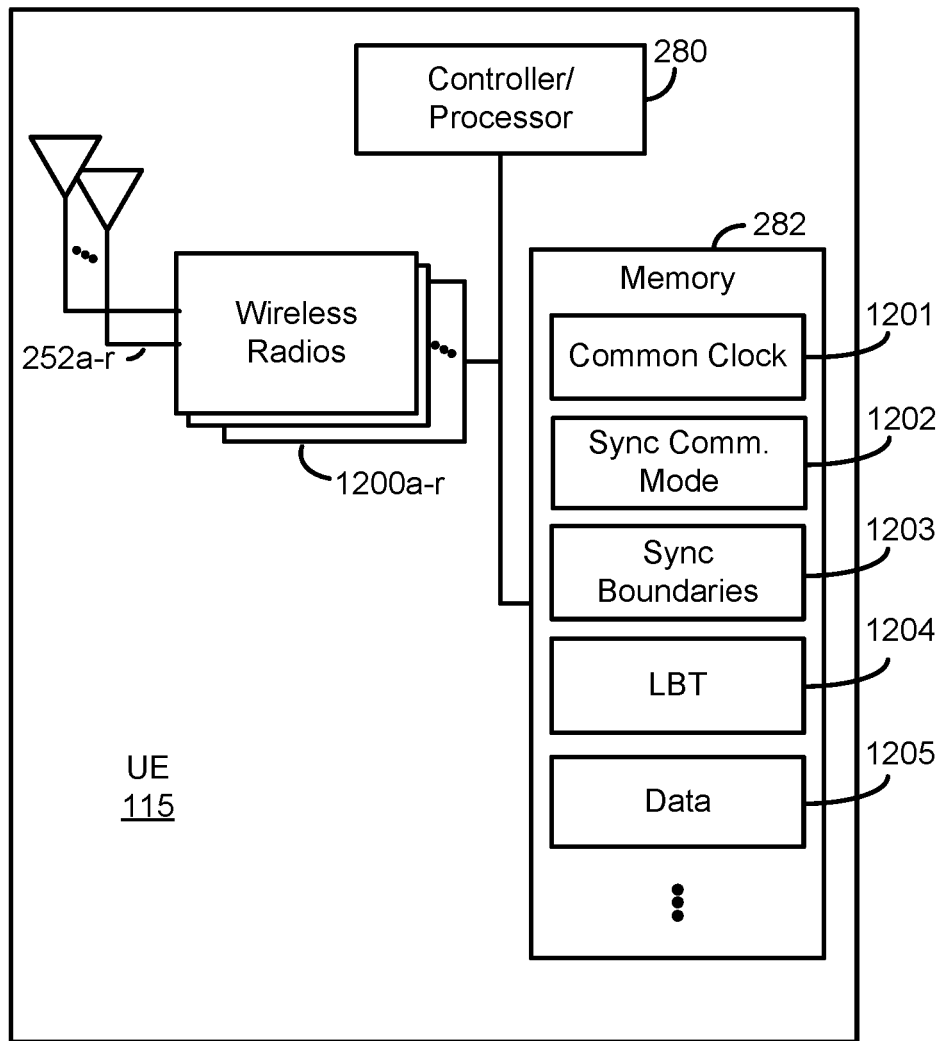 280
Controller/
Processor
282
Memory
1201
Common Clock
Wireless
Radios
252a-r
1200a-r
1202
Sync Comm.
Mode
1203
Sync
Boundaries
1204
LBT
1205
Data
UE
115